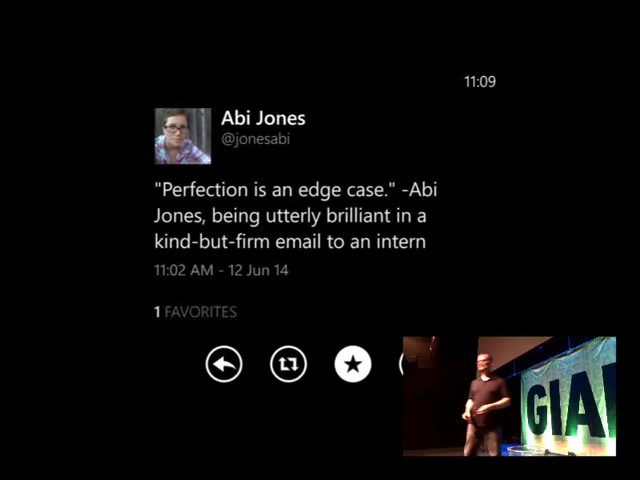 11:09
Abi Jones
@jonesabi
"Perfection is an edge case." -Abi
Jones, being utterly brilliant in a
kind-but-firm email to an intern
11:02 AM - 12 Jun 14
1 FAVORITES
GIA